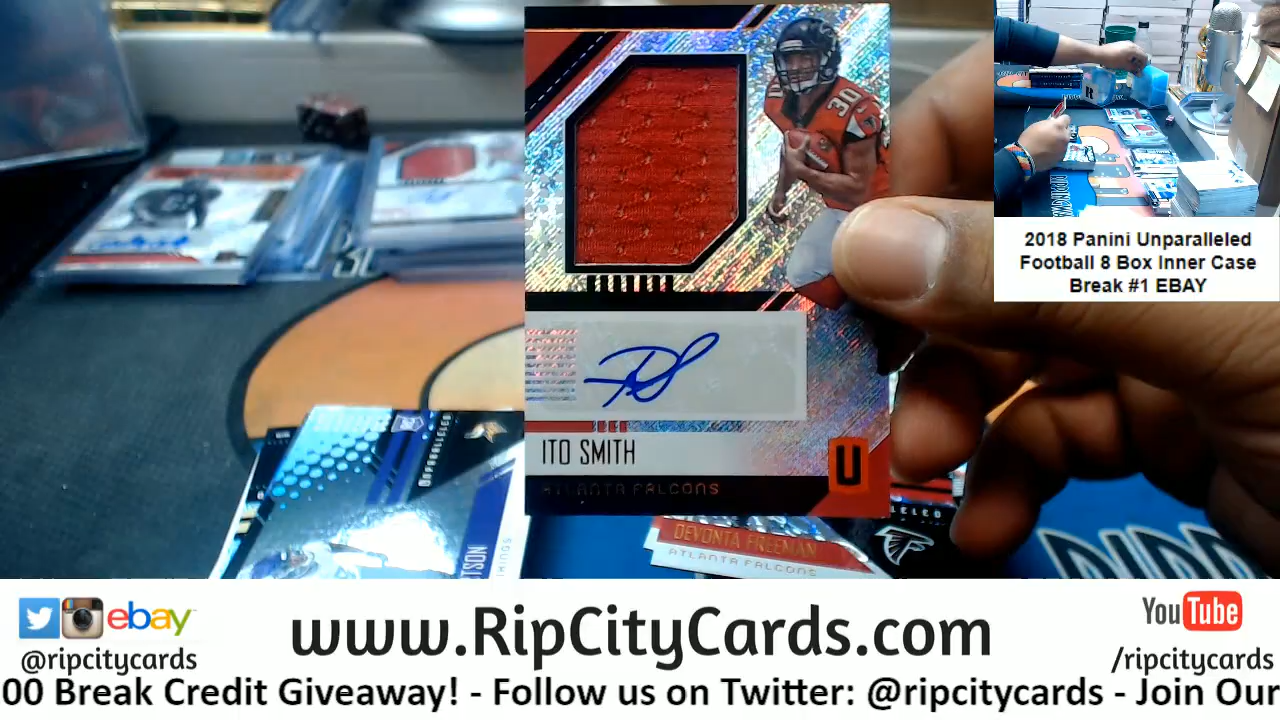 30
ITO SMITH
ATLANTA FALCONS
U
DEVONTA FREEMAN
ATLANTA FALCONS
2018 Panini Unparalleled
Football 8 Box Inner Case
Break #1 EBAY
ebay
@ripcitycards
www.RipCityCards.com
YouTube
/ripcitycards
00 Break Credit Giveaway! - Follow us on Twitter: @ripcitycards - Join Our